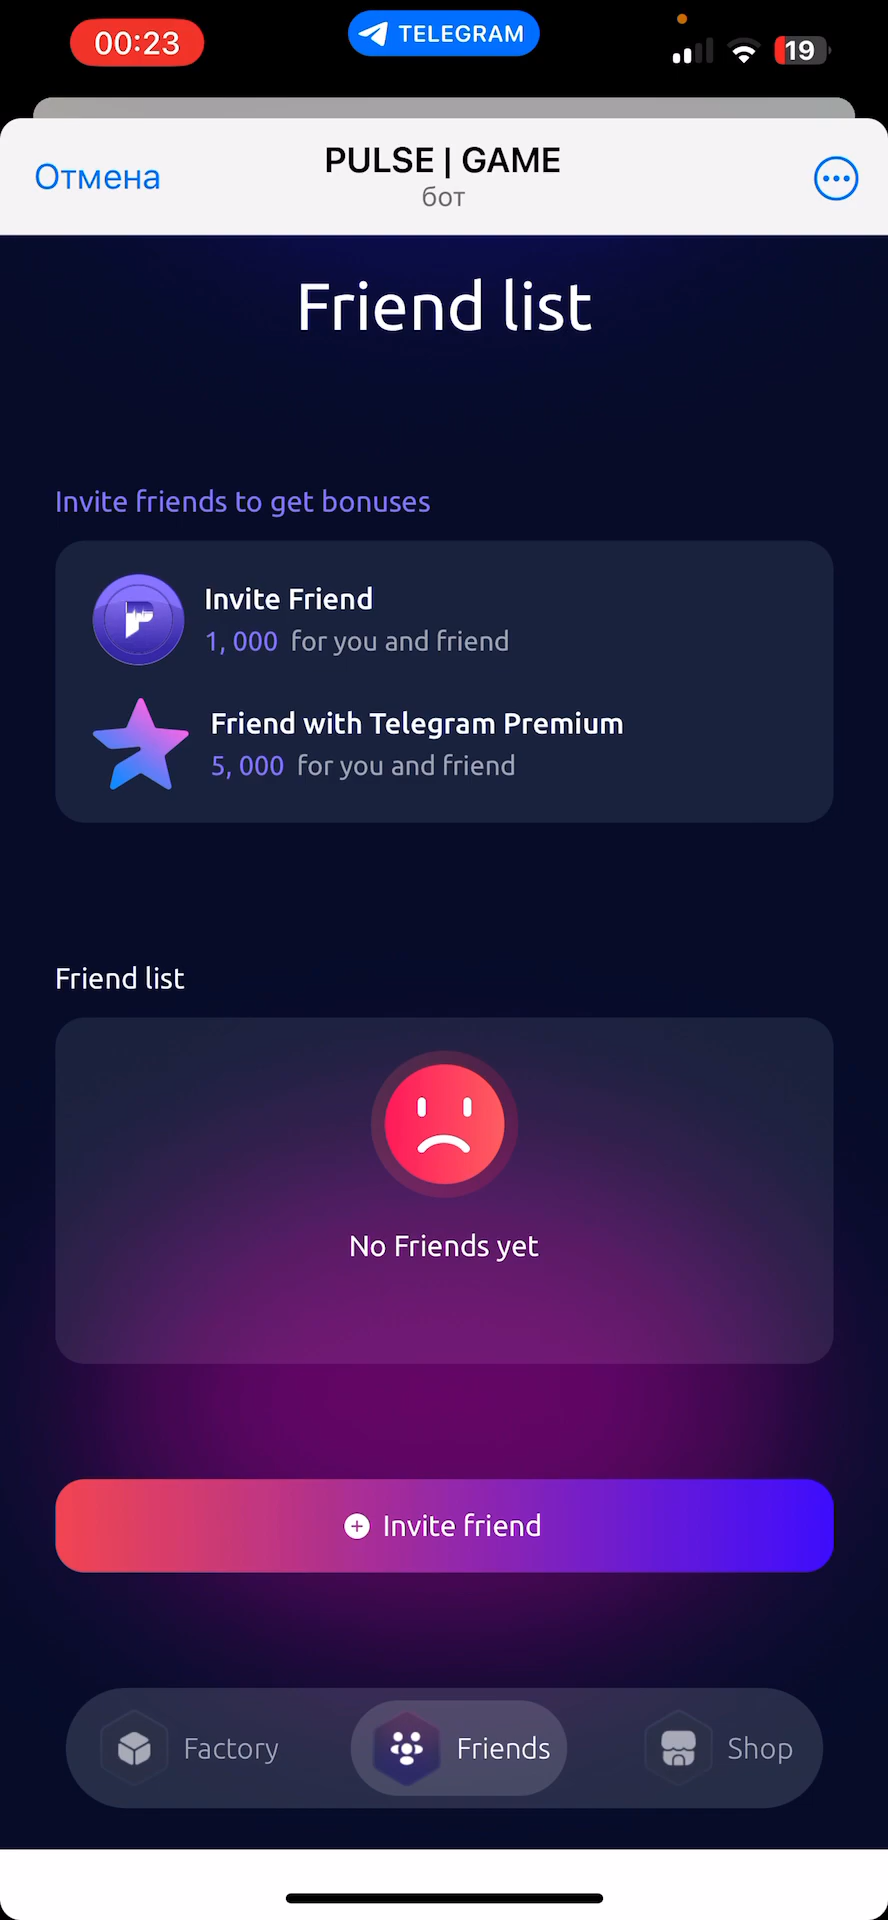 00:23
TELEGRAM
19
Отмена
PULSE | GAME
бот
Friend list
Invite friends to get bonuses
Invite Friend
1, 000 for you and friend
Friend with Telegram Premium
5, 000 for you and friend
Friend list
No Friends yet
Invite friend
Factory
Friends
Shop